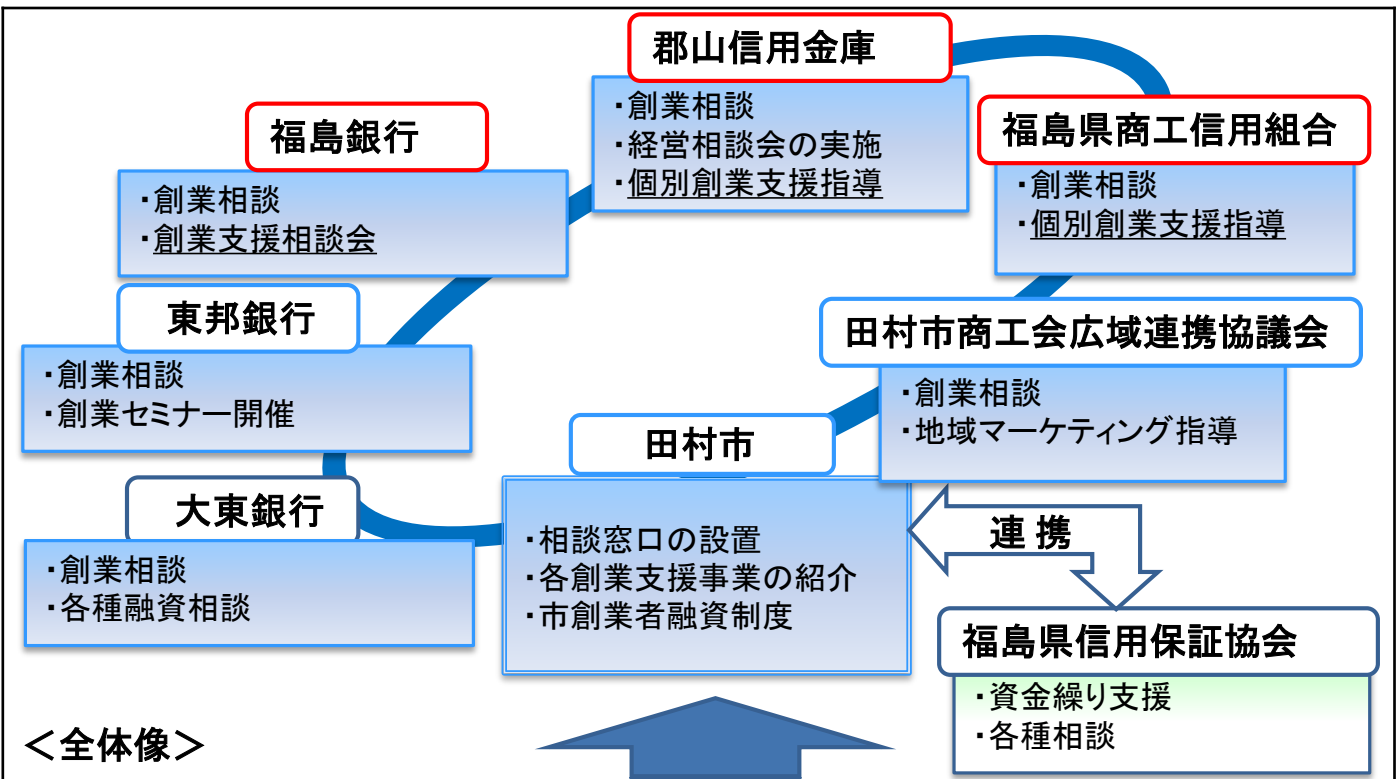 郡山信用金庫
・創業相談
・経営相談会の実施
・個別創業支援指導
福島銀行
・創業相談
・創業支援相談会
福島県商工信用組合
・創業相談
・個別創業支援指導
東邦銀行
・創業相談
・創業セミナー開催
田村市商工会広域連携協議会
・創業相談
・地域マーケティング指導
田村市
・相談窓口の設置
・各創業支援事業の紹介
・市創業者融資制度
大東銀行
・創業相談
・各種融資相談
連 携
福島県信用保証協会
・資金繰り支援
・各種相談
＜全体像＞